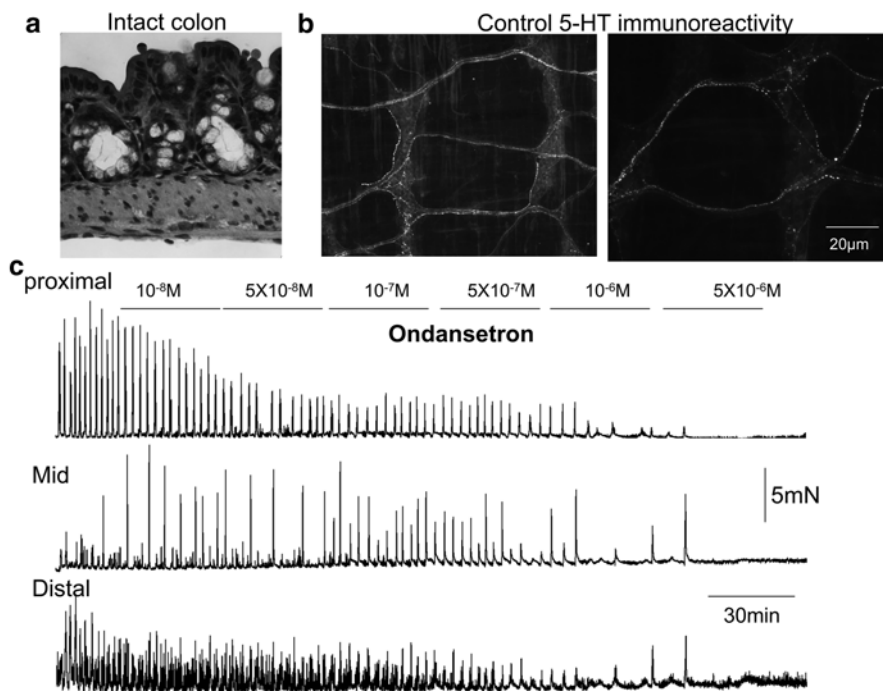 a
Intact colon
b
Control 5-HT immunoreactivity
20µm
c
proximal
10⁻⁸M
5X10⁻⁸M
10⁻⁷M
5X10⁻⁷M
10⁻⁶M
5X10⁻⁶M
Ondansetron
Mid
5mN
Distal
30min